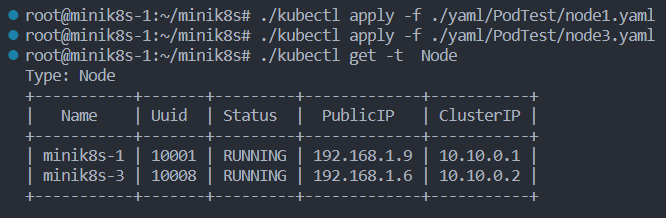 root@minik8s-1:~/minik8s# ./kubectl apply -f ./yaml/PodTest/node1.yaml
root@minik8s-1:~/minik8s# ./kubectl apply -f ./yaml/PodTest/node3.yaml
root@minik8s-1:~/minik8s# ./kubectl get -t  Node
Type: Node
+-----------+-------+---------+-------------+-----------+
|   Name    | Uuid  | Status  |  PublicIP   | ClusterIP |
+-----------+-------+---------+-------------+-----------+
| minik8s-1 | 10001 | RUNNING | 192.168.1.9 | 10.10.0.1 |
| minik8s-3 | 10008 | RUNNING | 192.168.1.6 | 10.10.0.2 |
+-----------+-------+---------+-------------+-----------+